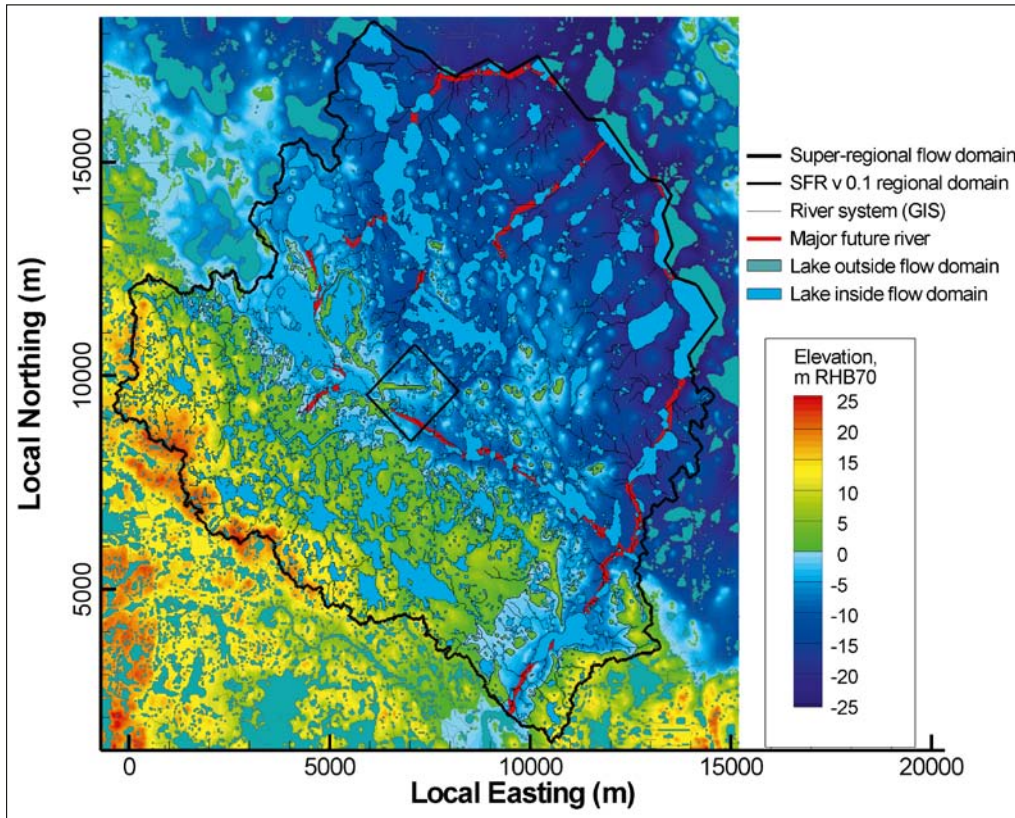 Local Northing (m)
15000
10000
5000
0
0
5000
10000
15000
20000
Local Easting (m)
Super-regional flow domain
SFR v 0.1 regional domain
River system (GIS)
Major future river
Lake outside flow domain
Lake inside flow domain
Elevation,
m RHB70
25
20
15
10
5
0
-5
-10
-15
-20
-25